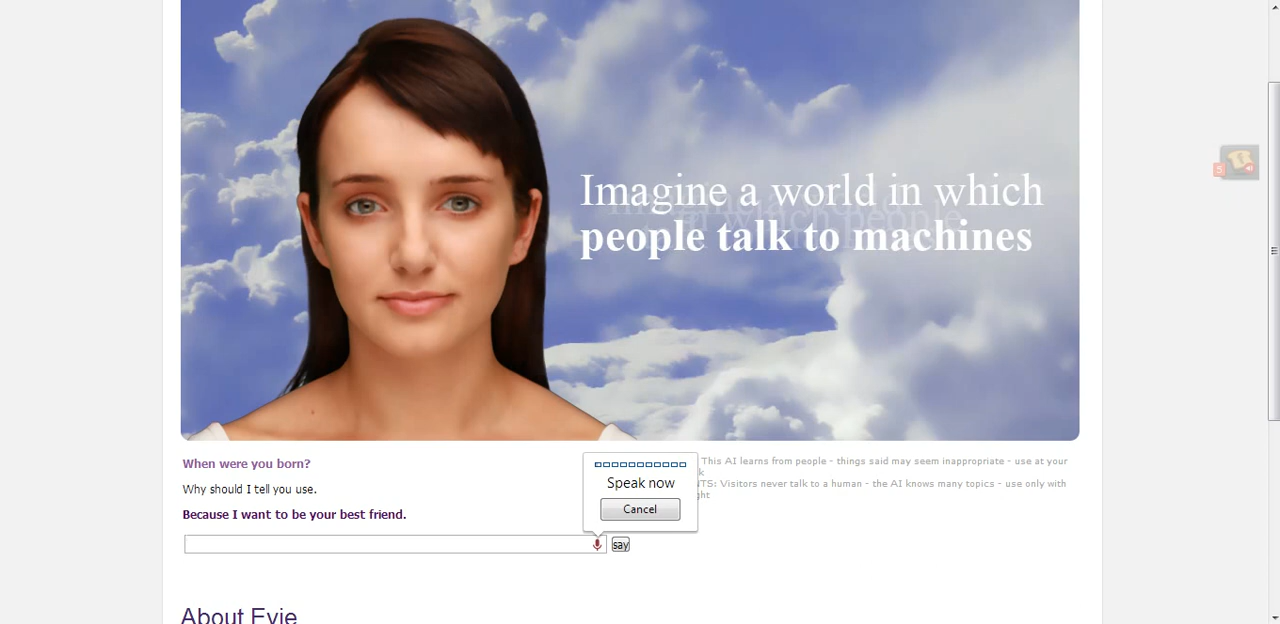 Imagine a world in which
people talk to machines
When were you born?
Why should I tell you use.
Because I want to be your best friend.
Speak now
Cancel
This AI learns from people - things said may seem inappropriate - use at your
NTS: Visitors never talk to a human - the AI knows many topics - use only with
say
About Evie
5